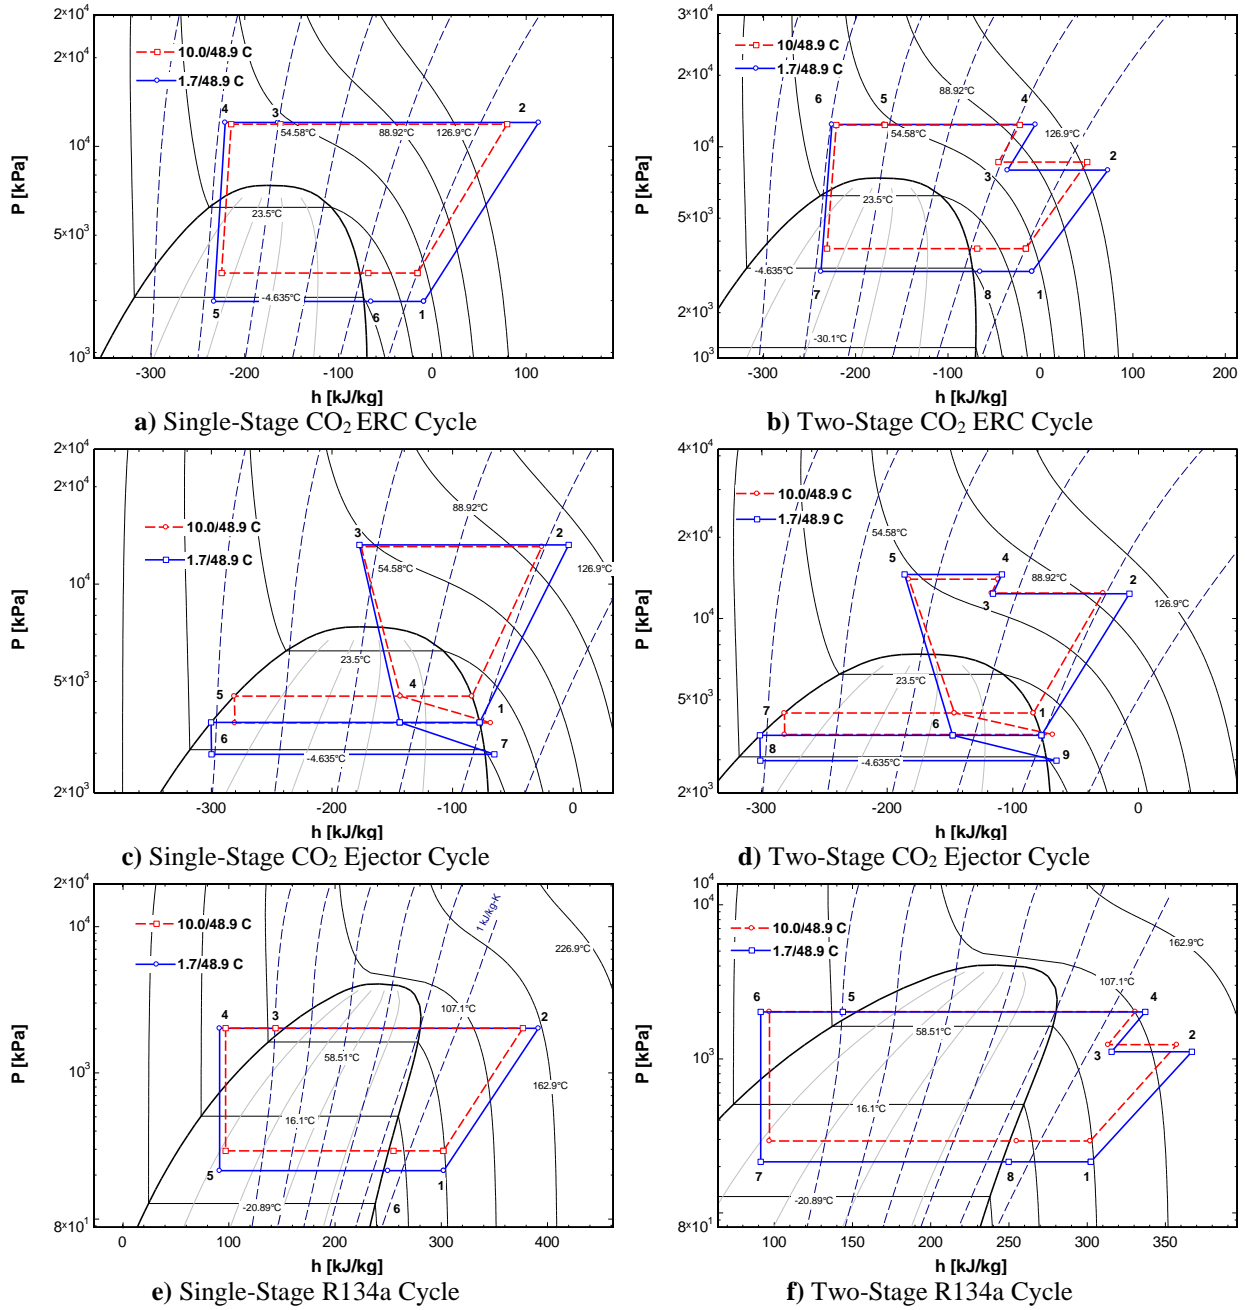 2×10⁴
2×10⁴
10⁴
5×10³
10³
P [kPa]
10.0/48.9 C
1.7/48.9 C
4
3
2
54.58°C
88.92°C
126.9°C
23.5°C
-4.635°C
5
6
1
-300
-200
-100
0
100
h [kJ/kg]
a) Single-Stage CO₂ ERC Cycle
3×10⁴
2×10⁴
10⁴
5×10³
2×10³
10³
P [kPa]
10/48.9 C
1.7/48.9 C
6
5
4
88.92°C
54.58°C
126.9°C
3
2
23.5°C
-4.635°C
7
8
1
-30.1°C
-300
-200
-100
0
100
200
h [kJ/kg]
b) Two-Stage CO₂ ERC Cycle
2×10⁴
2×10⁴
10⁴
5×10³
2×10³
P [kPa]
10.0/48.9 C
1.7/48.9 C
88.92°C
3
2
54.58°C
126.9°C
23.5°C
5
4
1
6
7
-4.635°C
-300
-200
-100
0
h [kJ/kg]
c) Single-Stage CO₂ Ejector Cycle
4×10⁴
2×10⁴
10⁴
5×10³
2×10³
P [kPa]
10.0/48.9 C
1.7/48.9 C
54.58°C
5
4
88.92°C
3
2
126.9°C
23.5°C
7
6
1
8
9
-4.635°C
-300
-200
-100
0
h [kJ/kg]
d) Two-Stage CO₂ Ejector Cycle
2×10⁴
10⁴
10³
8×10¹
P [kPa]
10.0/48.9 C
1.7/48.9 C
1 kJ/kg-K
226.9°C
107.1°C
4
3
2
58.51°C
162.9°C
16.1°C
5
1
-20.89°C
6
0
100
200
300
400
h [kJ/kg]
e) Single-Stage R134a Cycle
2×10⁴
10⁴
10³
8×10¹
P [kPa]
10.0/48.9 C
1.7/48.9 C
162.9°C
107.1°C
6
5
4
58.51°C
3
2
16.1°C
7
8
1
-20.89°C
100
150
200
250
300
350
h [kJ/kg]
f) Two-Stage R134a Cycle